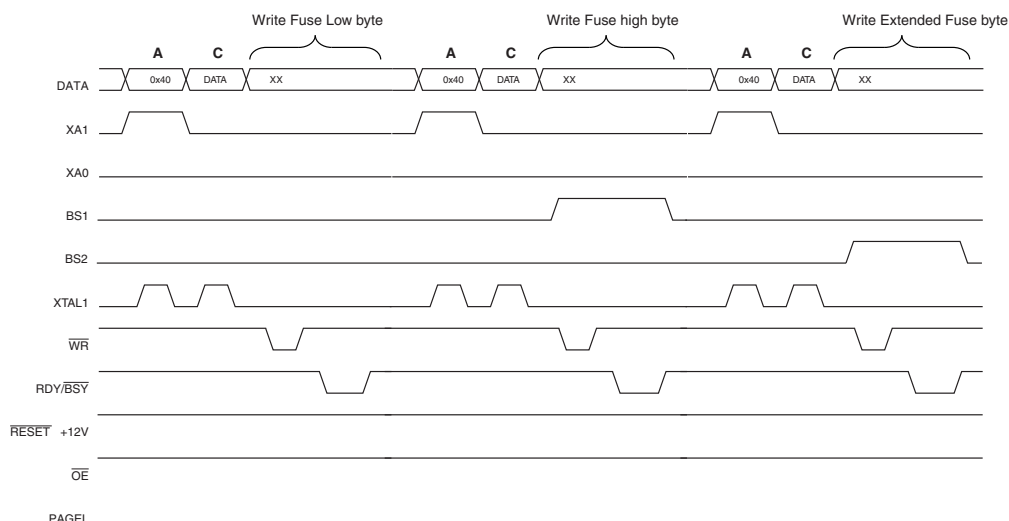 Write Fuse Low byte Write Fuse high byte Write Extended Fuse byte
A C A C A C
DATA 0x40 DATA XX 0x40 DATA XX 0x40 DATA XX
XA1
XA0
BS1
BS2
XTAL1
WR
RDY/BSY
RESET +12V
OE
PAGEL